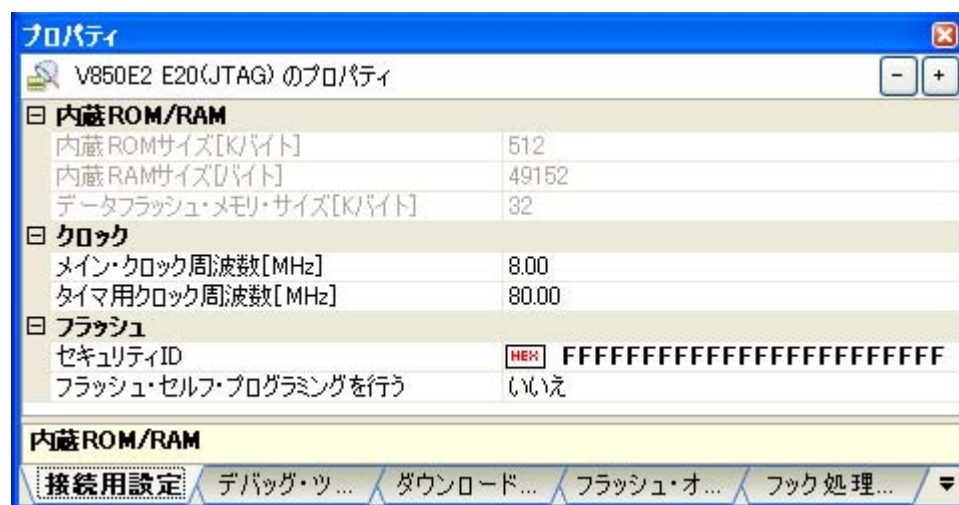 プロパティ
V850E2 E20(JTAG) のプロパティ
内蔵ROM/RAM
内蔵ROMサイズ[Kバイト] 512
内蔵RAMサイズ[バイト] 49152
データフラッシュ・メモリ・サイズ[Kバイト] 32
クロック
メイン・クロック周波数[MHz] 8.00
タイマ用クロック周波数[MHz] 80.00
フラッシュ
セキュリティID HEX FFFFFFFFFFFFFFFFFFFFFFFF
フラッシュ・セルフ・プログラミングを行う いいえ
内蔵ROM/RAM
接続用設定 デバッグ・ツ... ダウンロード... フラッシュ・オ... フック処理...